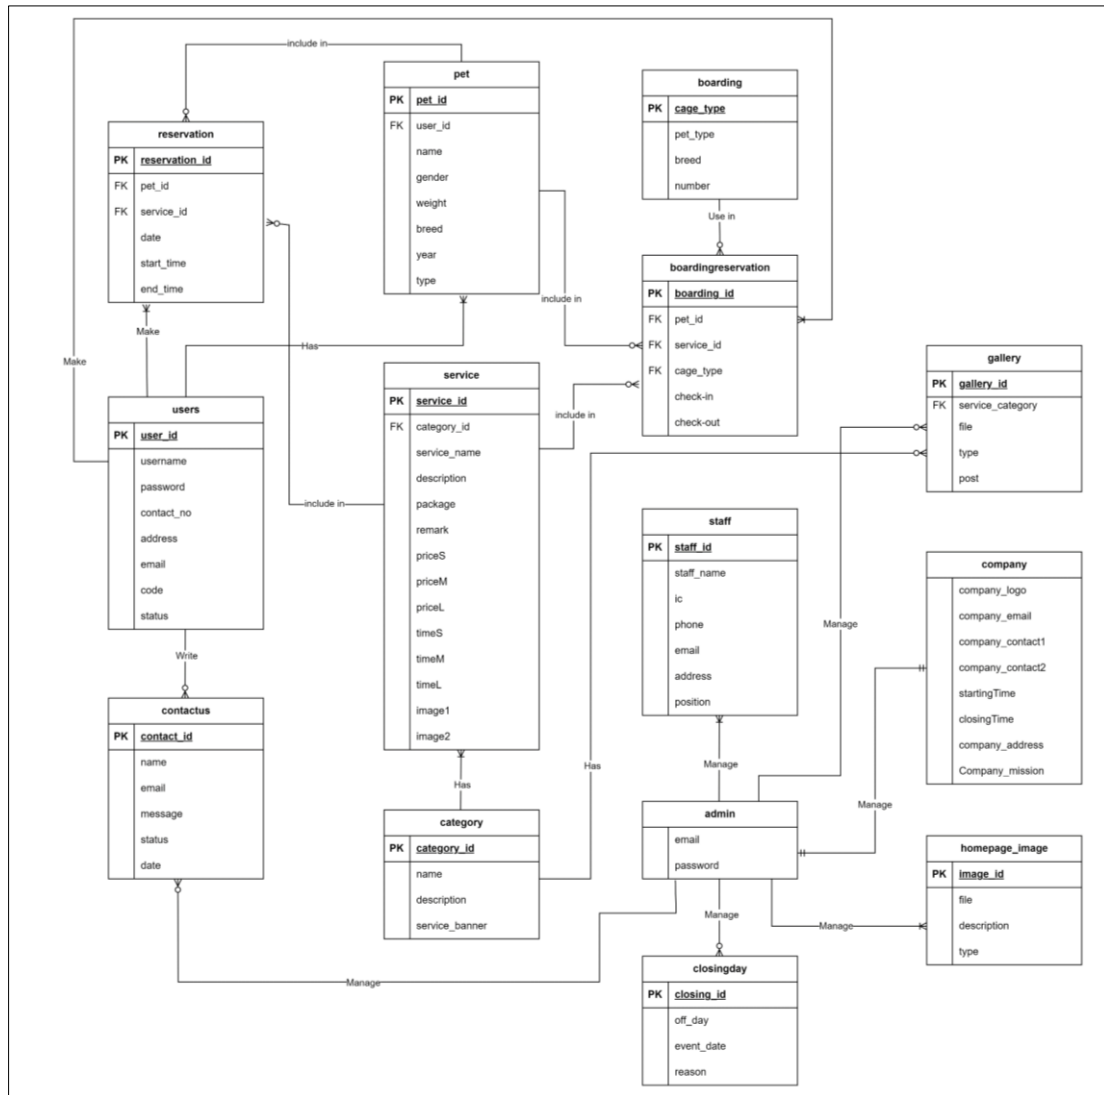 include in
pet
PK pet_id
FK user_id
name
gender
weight
breed
year
type
boarding
PK cage_type
pet_type
breed
number
reservation
PK reservation_id
FK pet_id
FK service_id
date
start_time
end_time
Use in
boardingreservation
PK boarding_id
FK pet_id
FK service_id
FK cage_type
check-in
check-out
include in
Make
Make
Has
include in
include in
users
PK user_id
username
password
contact_no
address
email
code
status
service
PK service_id
FK category_id
service_name
description
package
remark
priceS
priceM
priceL
timeS
timeM
timeL
image1
image2
gallery
PK gallery_id
FK service_category
file
type
post
staff
PK staff_id
staff_name
ic
phone
email
address
position
company
company_logo
company_email
company_contact1
company_contact2
startingTime
closingTime
company_address
Company_mission
Manage
Write
contactus
PK contact_id
name
email
message
status
date
Has
Has
Manage
Manage
category
PK category_id
name
description
service_banner
admin
email
password
homepage_image
PK image_id
file
description
type
Manage
Manage
Manage
closingday
PK closing_id
off_day
event_date
reason